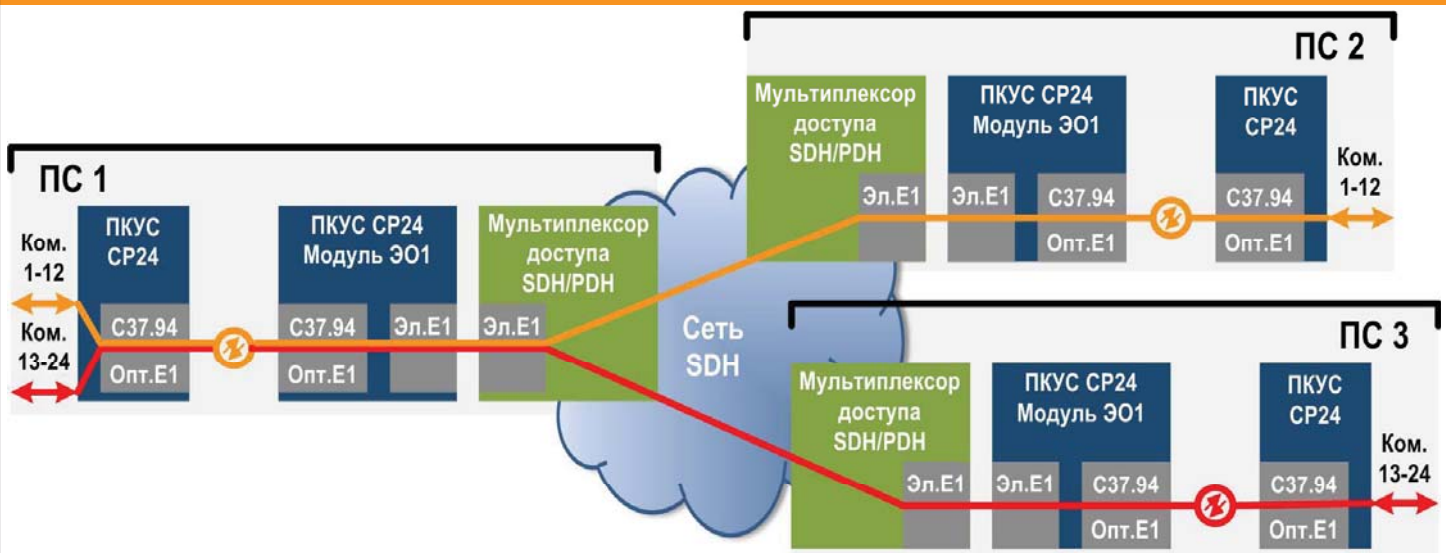 ПС 1
Ком.
1-12
Ком.
13-24
ПКУС
СР24
С37.94
Опт.Е1
ПКУС СР24
Модуль ЭО1
С37.94
Опт.Е1
Эл.Е1
Мультиплексор
доступа
SDH/PDH
Эл.Е1
Сеть
SDH
ПС 2
Мультиплексор
доступа
SDH/PDH
Эл.Е1
ПКУС СР24
Модуль ЭО1
Эл.Е1
С37.94
Опт.Е1
ПКУС
СР24
С37.94
Опт.Е1
Ком.
1-12
ПС 3
Мультиплексор
доступа
SDH/PDH
Эл.Е1
ПКУС СР24
Модуль ЭО1
Эл.Е1
С37.94
Опт.Е1
ПКУС
СР24
С37.94
Опт.Е1
Ком.
13-24